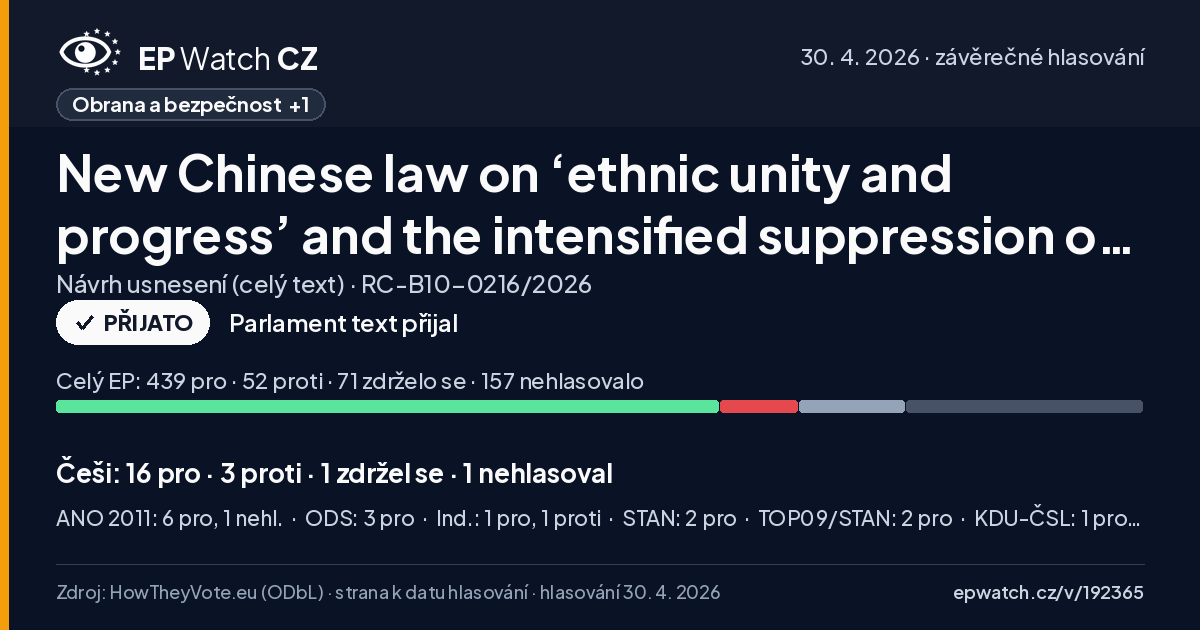 EP Watch CZ
30. 4. 2026 · závěrečné hlasování
Obrana a bezpečnost +1
New Chinese law on ‘ethnic unity and
progress’ and the intensified suppression o…
Návrh usnesení (celý text) · RC-B10-0216/2026
✓ PŘIJATO Parlament text přijal
Celý EP: 439 pro · 52 proti · 71 zdrželo se · 157 nehlasovalo
Češi: 16 pro · 3 proti · 1 zdržel se · 1 nehlasoval
ANO 2011: 6 pro, 1 nehl. · ODS: 3 pro · Ind.: 1 pro, 1 proti · STAN: 2 pro · TOP09/STAN: 2 pro · KDU-ČSL: 1 pro…
Zdroj: HowTheyVote.eu (ODbL) · strana k datu hlasování · hlasování 30. 4. 2026
epwatch.cz/v/192365